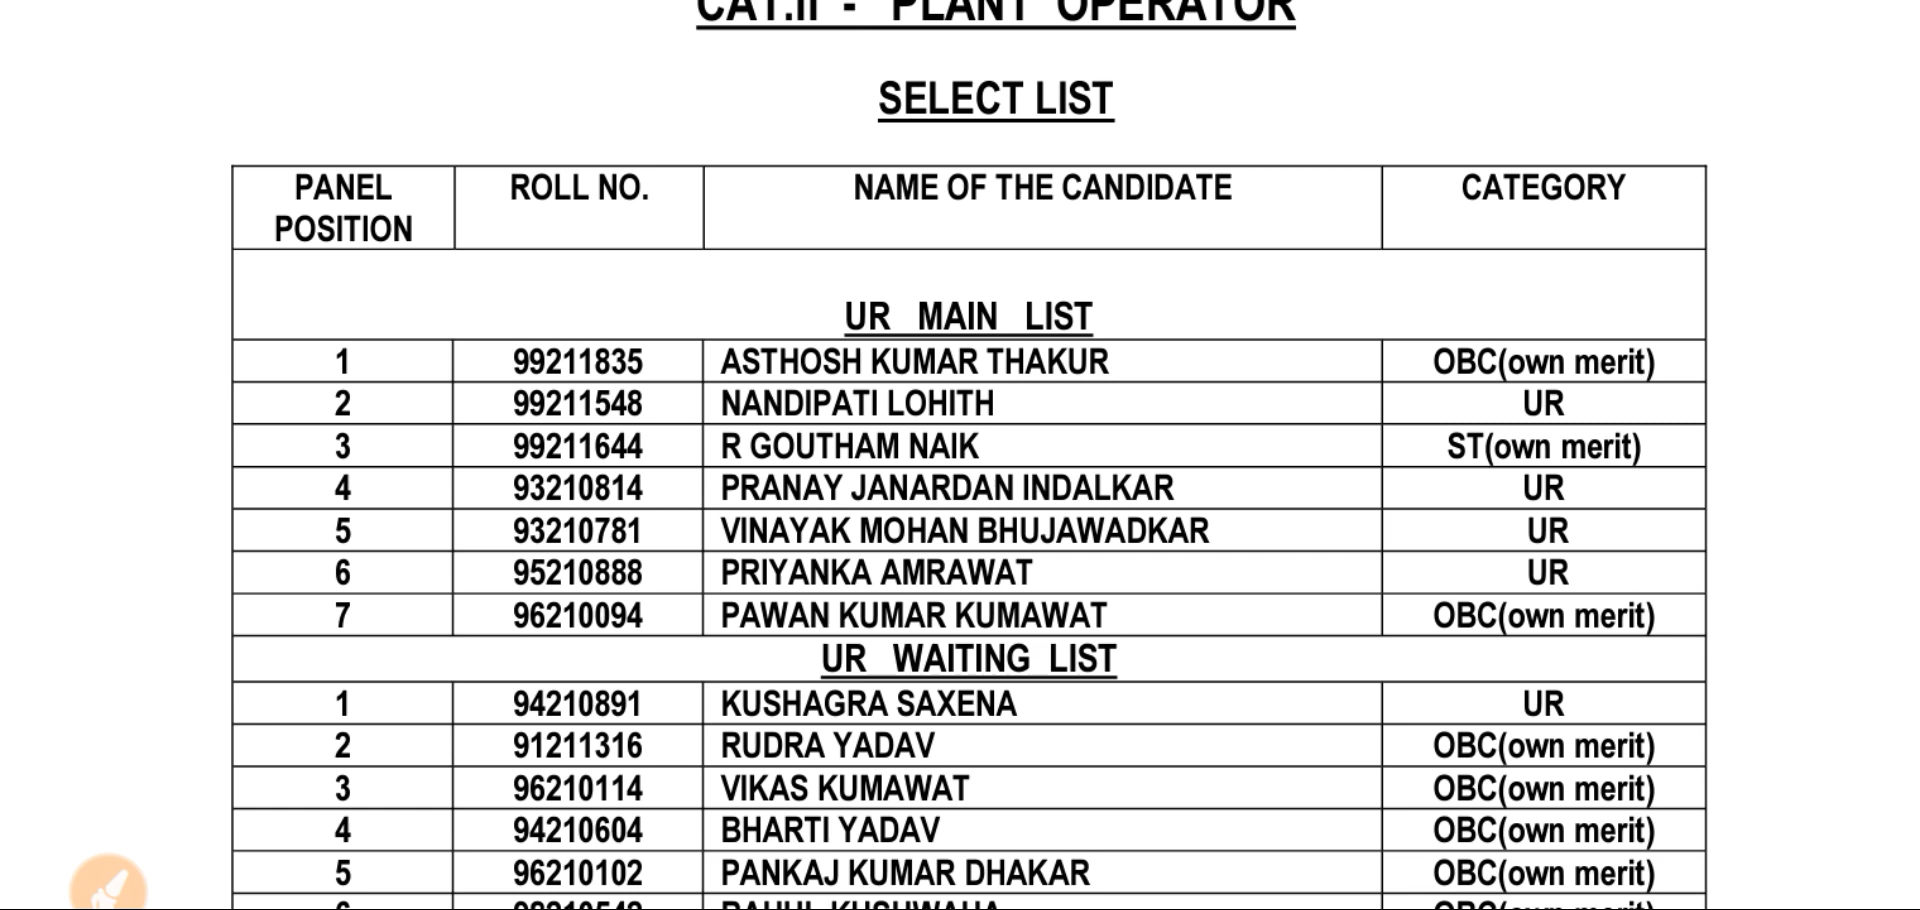 CAT.II - PLANT OPERATOR
SELECT LIST
PANEL POSITION ROLL NO. NAME OF THE CANDIDATE CATEGORY
UR MAIN LIST
1 99211835 ASTHOSH KUMAR THAKUR OBC(own merit)
2 99211548 NANDIPATI LOHITH UR
3 99211644 R GOUTHAM NAIK ST(own merit)
4 93210814 PRANAY JANARDAN INDALKAR UR
5 93210781 VINAYAK MOHAN BHUJAWADKAR UR
6 95210888 PRIYANKA AMRAWAT UR
7 96210094 PAWAN KUMAR KUMAWAT OBC(own merit)
UR WAITING LIST
1 94210891 KUSHAGRA SAXENA UR
2 91211316 RUDRA YADAV OBC(own merit)
3 96210114 VIKAS KUMAWAT OBC(own merit)
4 94210604 BHARTI YADAV OBC(own merit)
5 96210102 PANKAJ KUMAR DHAKAR OBC(own merit)